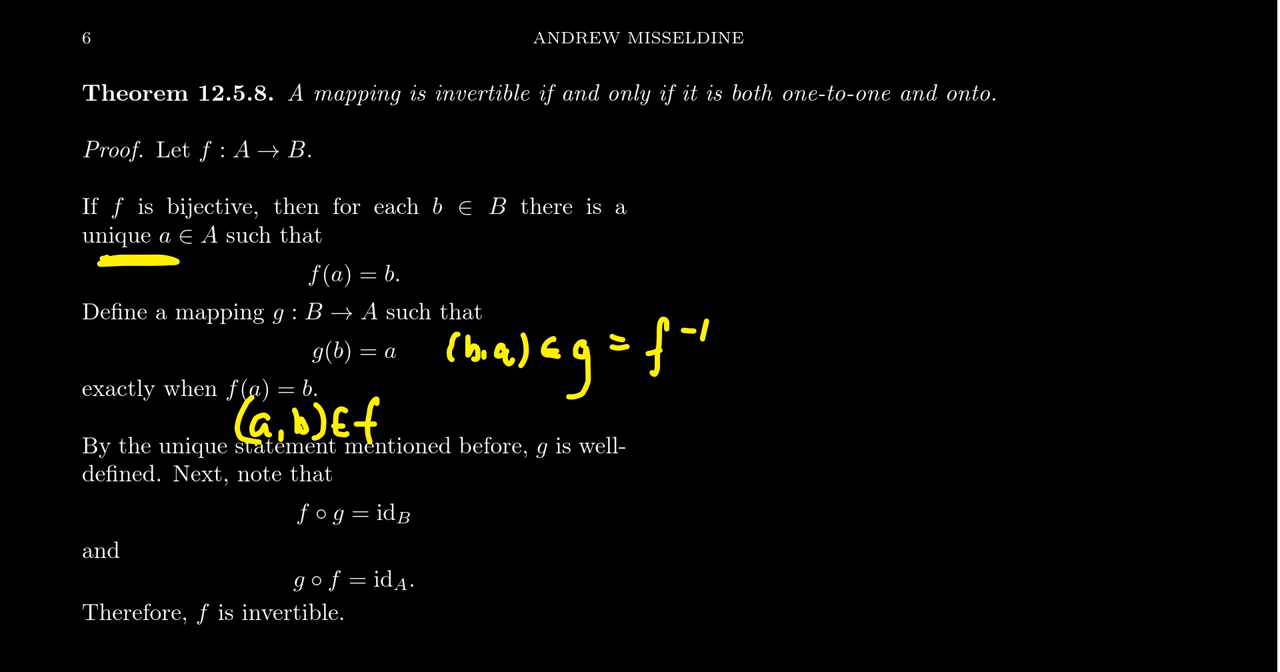 6 ANDREW MISSELDINE
Theorem 12.5.8. A mapping is invertible if and only if it is both one-to-one and onto.
Proof. Let f : A → B.
If f is bijective, then for each b ∈ B there is a
unique a ∈ A such that
f(a) = b.
Define a mapping g : B → A such that
g(b) = a (b,a) ∈ g = f⁻¹
exactly when f(a) = b.
(a,b) ∈ f
By the unique statement mentioned before, g is well-
defined. Next, note that
f ∘ g = id_B
and
g ∘ f = id_A.
Therefore, f is invertible.